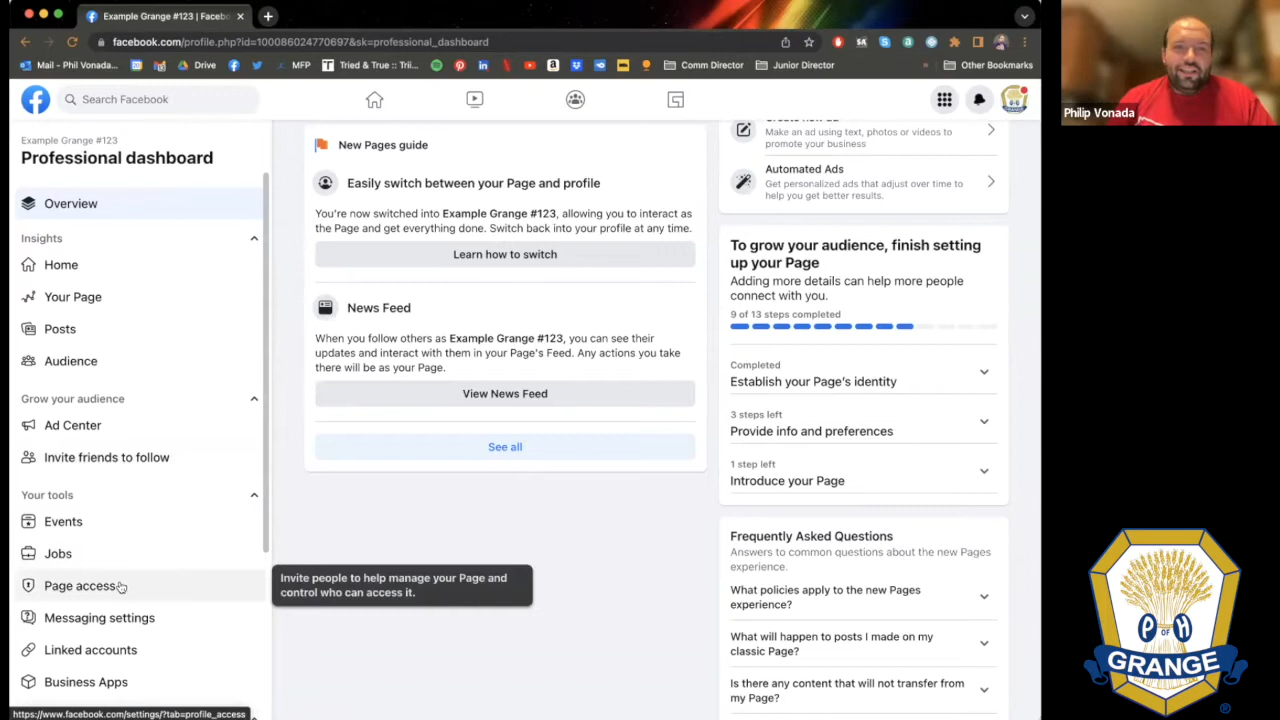 Example Grange #123 | Facebo
facebook.com/profile.php?id=100086024770697&sk=professional_dashboard
Mail - Phil Vonada...
Drive
MFP
Tried & True :: Trii...
Comm Director
Junior Director
Other Bookmarks
Search Facebook
Philip Vonada
Example Grange #123
Professional dashboard
Overview
Insights
Home
Your Page
Posts
Audience
Grow your audience
Ad Center
Invite friends to follow
Your tools
Events
Jobs
Page access
Messaging settings
Linked accounts
Business Apps
https://www.facebook.com/settings/?tab=profile_access
Invite people to help manage your Page and
control who can access it.
New Pages guide
Easily switch between your Page and profile
You're now switched into Example Grange #123, allowing you to interact as
the Page and get everything done. Switch back into your profile at any time.
Learn how to switch
News Feed
When you follow others as Example Grange #123, you can see their
updates and interact with them in your Page's Feed. Any actions you take
there will be as your Page.
View News Feed
See all
Create new ad
Make an ad using text, photos or videos to
promote your business
Automated Ads
Get personalized ads that adjust over time to
help you get better results.
To grow your audience, finish setting
up your Page
Adding more details can help more people
connect with you.
9 of 13 steps completed
Completed
Establish your Page's identity
3 steps left
Provide info and preferences
1 step left
Introduce your Page
Frequently Asked Questions
Answers to common questions about the new Pages
experience.
What policies apply to the new Pages
experience?
What will happen to posts I made on my
classic Page?
Is there any content that will not transfer from
my Page?
P OF H
GRANGE
®